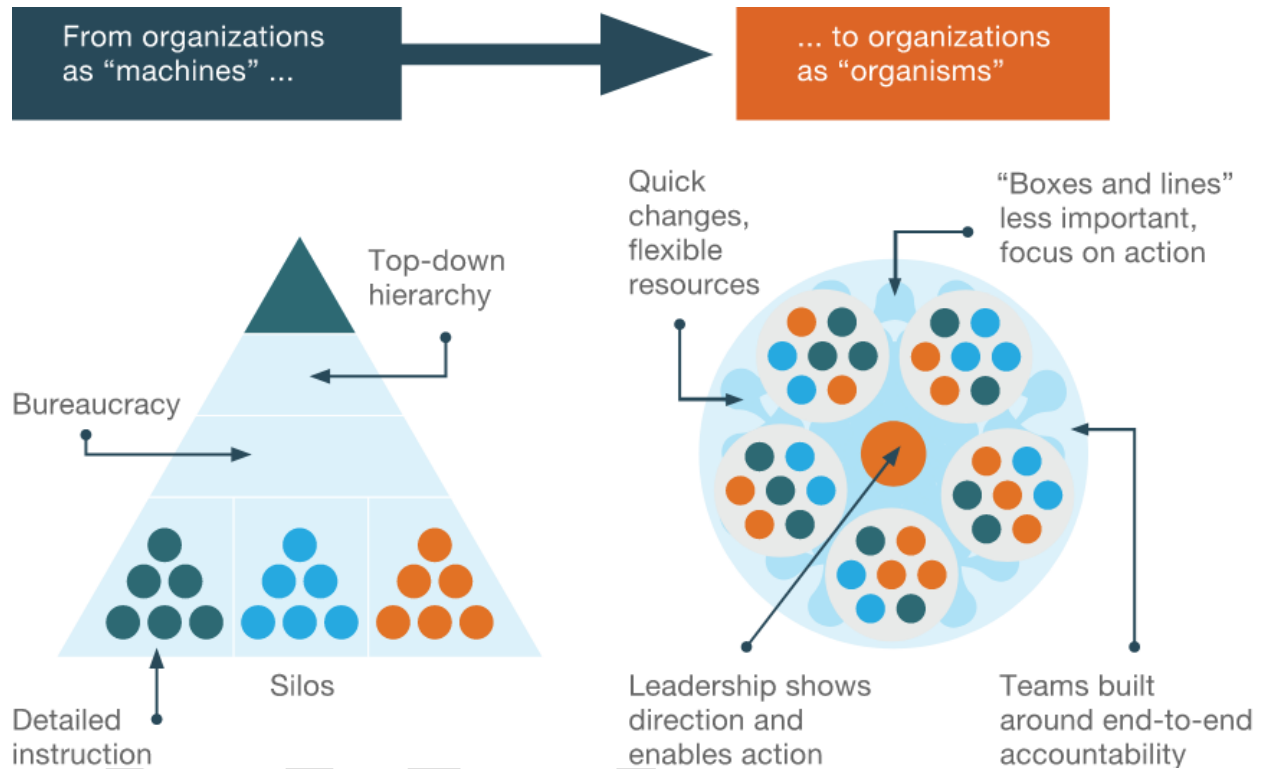 From organizations
as “machines” ...
... to organizations
as “organisms”
Top-down
hierarchy
Bureaucracy
Silos
Detailed
instruction
Quick
changes,
flexible
resources
“Boxes and lines”
less important,
focus on action
Leadership shows
direction and
enables action
Teams built
around end-to-end
accountability